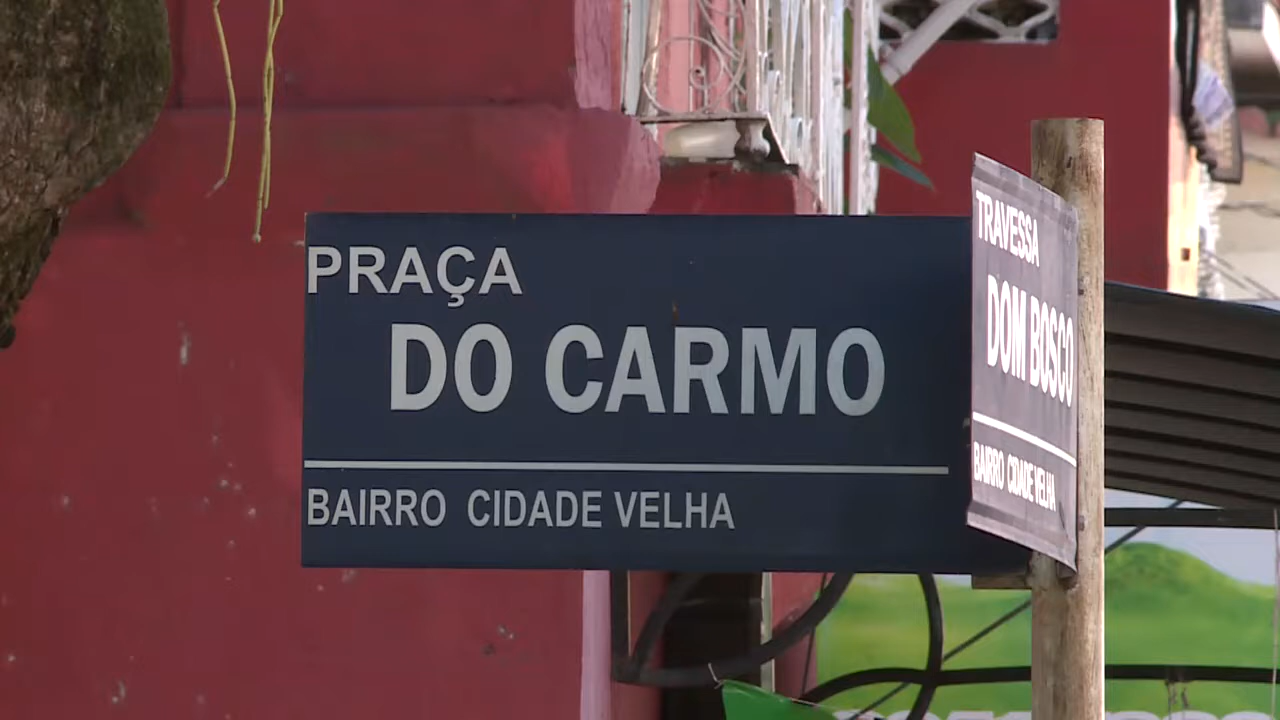 PRAÇA
DO CARMO
BAIRRO CIDADE VELHA
TRAVESSA
DOM BOSCO
BAIRRO CIDADE VELHA